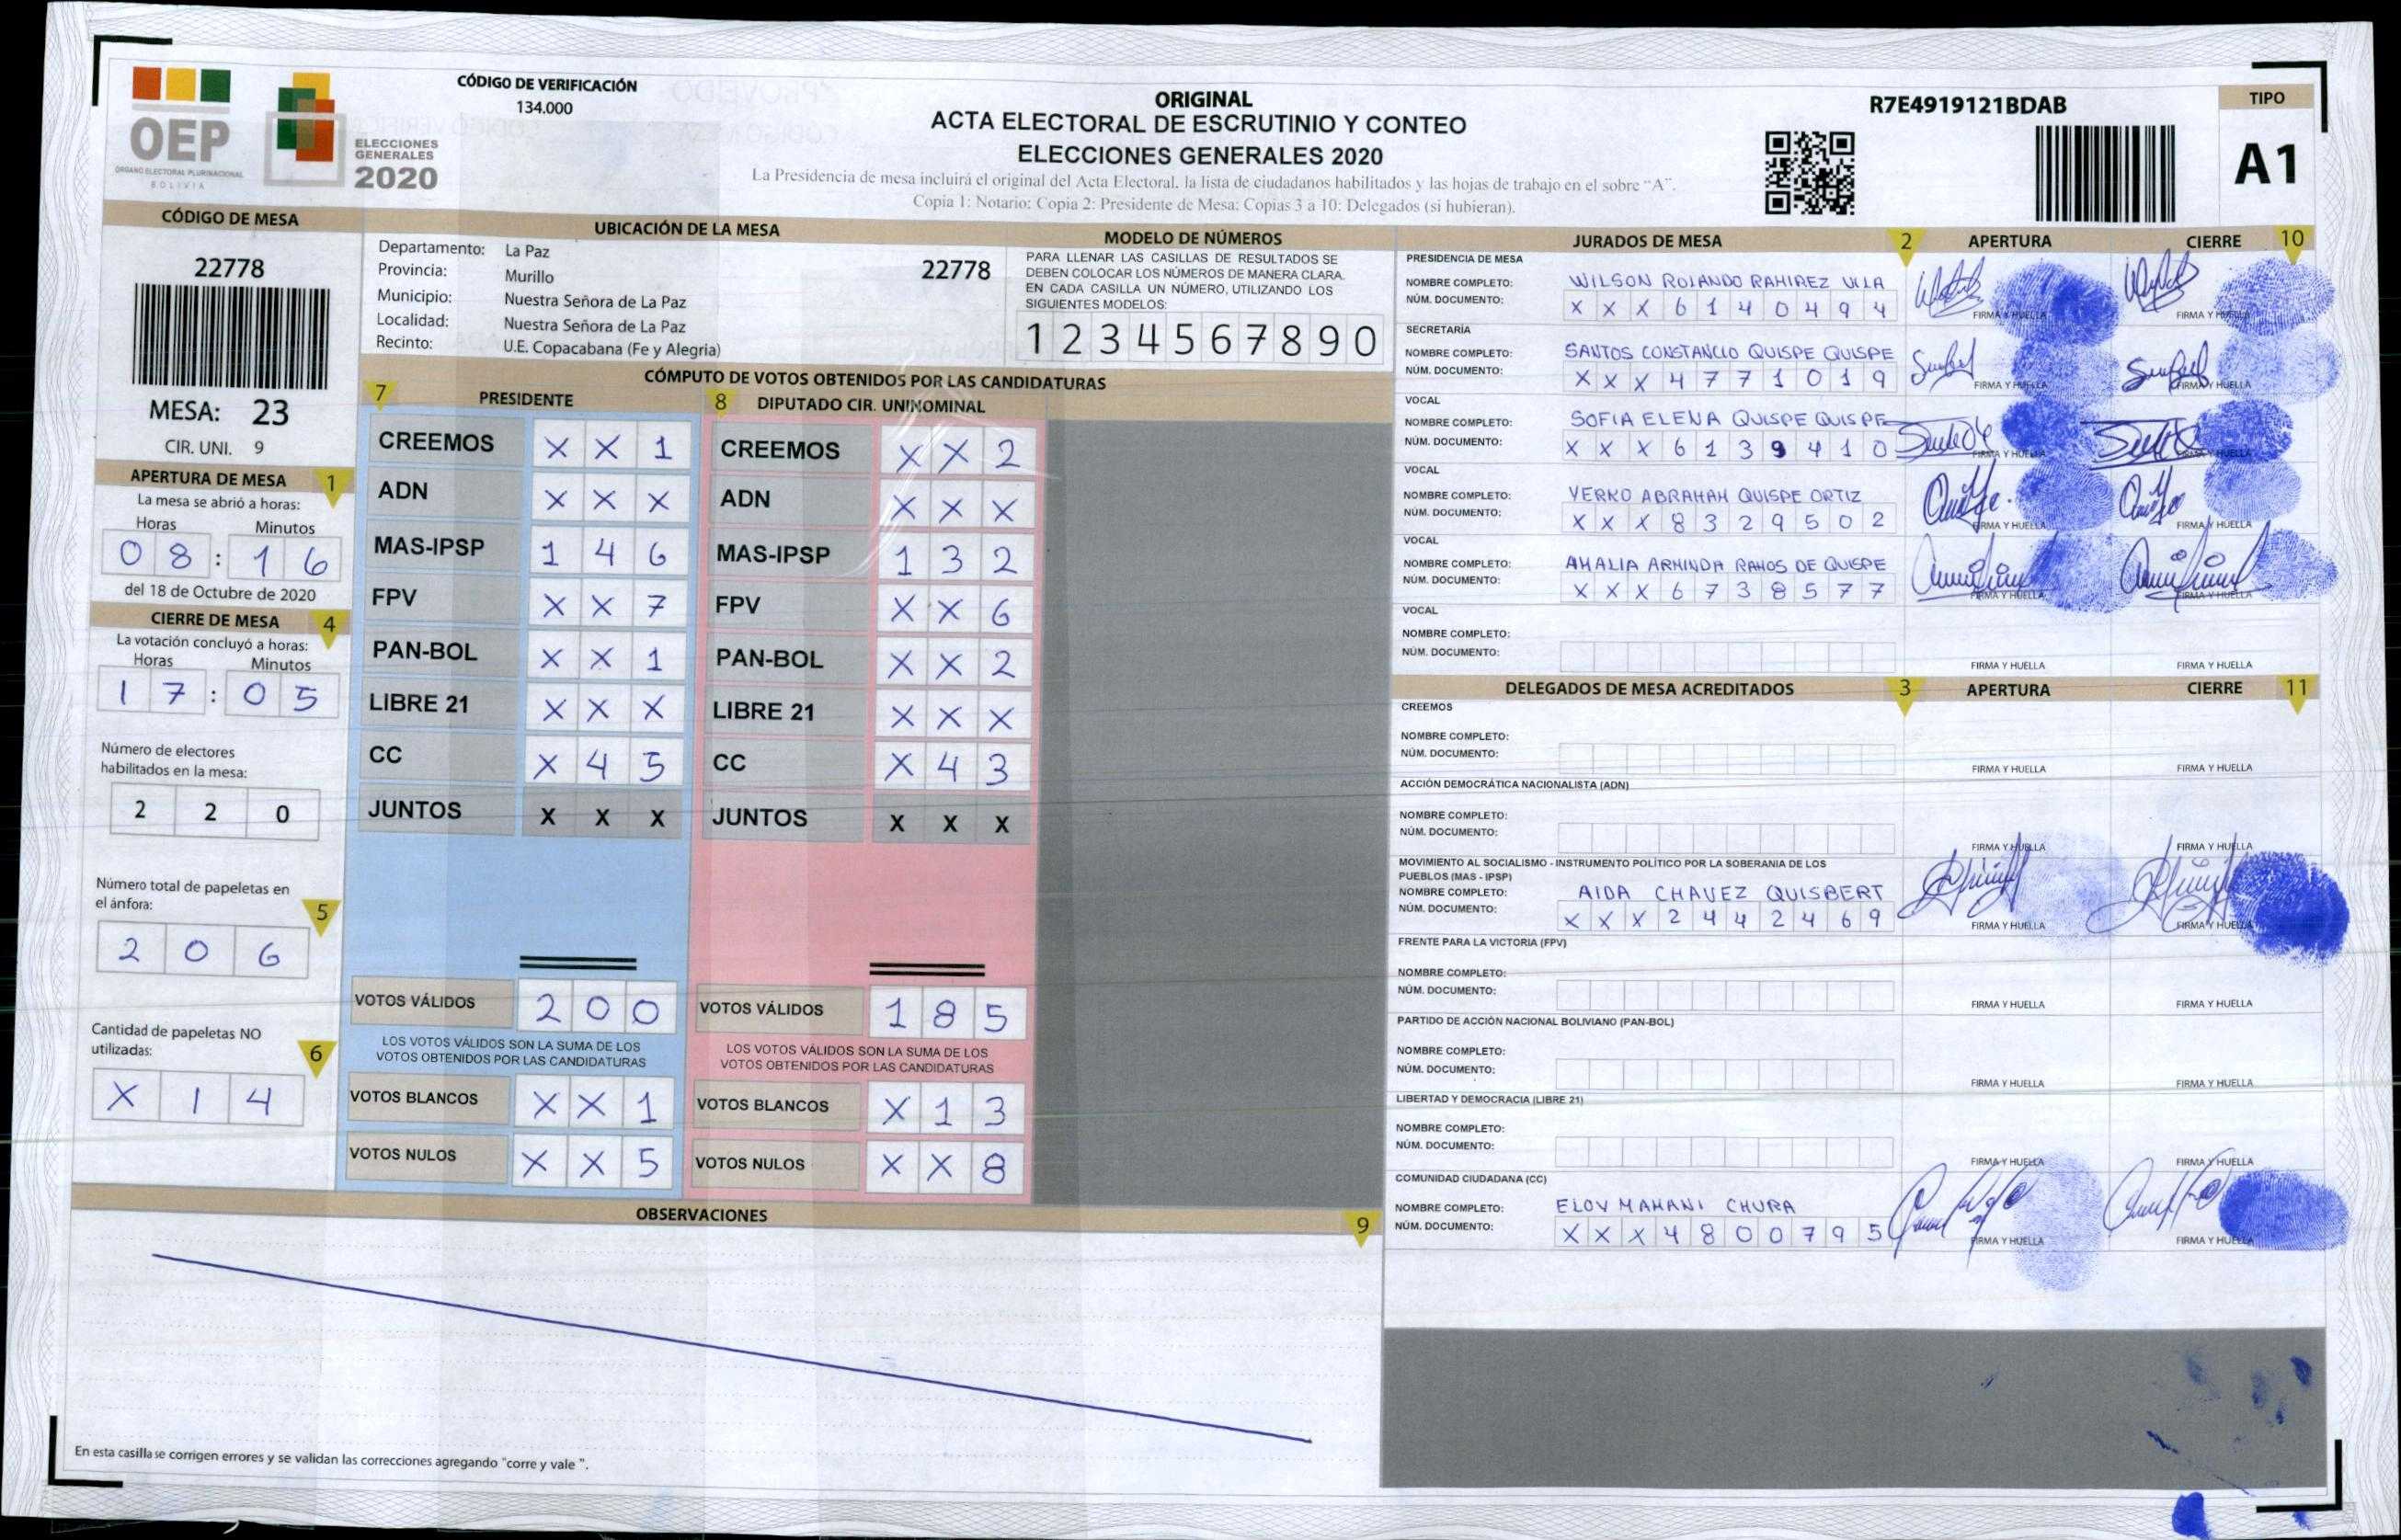 OEP
ÓRGANO ELECTORAL PLURINACIONAL
BOLIVIA
ELECCIONES
GENERALES
2020
CÓDIGO DE VERIFICACIÓN
134.000
ORIGINAL
ACTA ELECTORAL DE ESCRUTINIO Y CONTEO
ELECCIONES GENERALES 2020
La Presidencia de mesa incluirá el original del Acta Electoral, la lista de ciudadanos habilitados y las hojas de trabajo en el sobre "A".
Copia 1: Notario; Copia 2: Presidente de Mesa; Copias 3 a 10: Delegados (si hubieran).
R7E4919121BDAB
TIPO
A1
CÓDIGO DE MESA
22778
MESA: 23
CIR. UNI. 9
APERTURA DE MESA 1
La mesa se abrió a horas:
Horas Minutos
0 8 : 1 6
del 18 de Octubre de 2020
CIERRE DE MESA 4
La votación concluyó a horas:
Horas Minutos
1 7 : 0 5
Número de electores
habilitados en la mesa:
2 2 0
Número total de papeletas en
el ánfora:
5
2 0 6
Cantidad de papeletas NO
utilizadas:
6
X 1 4
UBICACIÓN DE LA MESA
Departamento: La Paz
Provincia: Murillo
Municipio: Nuestra Señora de La Paz
Localidad: Nuestra Señora de La Paz
Recinto: U.E. Copacabana (Fe y Alegria)
22778
MODELO DE NÚMEROS
PARA LLENAR LAS CASILLAS DE RESULTADOS SE
DEBEN COLOCAR LOS NÚMEROS DE MANERA CLARA.
EN CADA CASILLA UN NÚMERO, UTILIZANDO LOS
SIGUIENTES MODELOS:
1 2 3 4 5 6 7 8 9 0
CÓMPUTO DE VOTOS OBTENIDOS POR LAS CANDIDATURAS
7 PRESIDENTE
CREEMOS X X 1
ADN X X X
MAS-IPSP 1 4 6
FPV X X 7
PAN-BOL X X 1
LIBRE 21 X X X
CC X 4 5
JUNTOS X X X
VOTOS VÁLIDOS 2 0 0
LOS VOTOS VÁLIDOS SON LA SUMA DE LOS
VOTOS OBTENIDOS POR LAS CANDIDATURAS
VOTOS BLANCOS X X 1
VOTOS NULOS X X 5
8 DIPUTADO CIR. UNINOMINAL
CREEMOS X X 2
ADN X X X
MAS-IPSP 1 3 2
FPV X X 6
PAN-BOL X X 2
LIBRE 21 X X X
CC X 4 3
JUNTOS X X X
VOTOS VÁLIDOS 1 8 5
LOS VOTOS VÁLIDOS SON LA SUMA DE LOS
VOTOS OBTENIDOS POR LAS CANDIDATURAS
VOTOS BLANCOS X 1 3
VOTOS NULOS X X 8
OBSERVACIONES 9
En esta casilla se corrigen errores y se validan las correcciones agregando "corre y vale ".
JURADOS DE MESA 2 APERTURA CIERRE 10
PRESIDENCIA DE MESA
NOMBRE COMPLETO: WILSON ROLANDO RAMIREZ VILA
NÚM. DOCUMENTO: X X X 6 1 4 0 4 9 4 FIRMA Y HUELLA FIRMA Y HUELLA
SECRETARÍA
NOMBRE COMPLETO: SANTOS CONSTANCIO QUISPE QUISPE
NÚM. DOCUMENTO: X X X 4 7 7 1 0 1 9 FIRMA Y HUELLA FIRMA Y HUELLA
VOCAL
NOMBRE COMPLETO: SOFIA ELENA QUISPE QUISPE
NÚM. DOCUMENTO: X X X 6 1 3 9 4 1 0 FIRMA Y HUELLA FIRMA Y HUELLA
VOCAL
NOMBRE COMPLETO: YERKO ABRAHAM QUISPE ORTIZ
NÚM. DOCUMENTO: X X X 8 3 2 9 5 0 2 FIRMA Y HUELLA FIRMA Y HUELLA
VOCAL
NOMBRE COMPLETO: AMALIA ARMINDA RAMOS DE QUISPE
NÚM. DOCUMENTO: X X X 6 7 3 8 5 7 7 FIRMA Y HUELLA FIRMA Y HUELLA
VOCAL
NOMBRE COMPLETO:
NÚM. DOCUMENTO: FIRMA Y HUELLA FIRMA Y HUELLA
DELEGADOS DE MESA ACREDITADOS 3 APERTURA CIERRE 11
CREEMOS
NOMBRE COMPLETO:
NÚM. DOCUMENTO: FIRMA Y HUELLA FIRMA Y HUELLA
ACCIÓN DEMOCRÁTICA NACIONALISTA (ADN)
NOMBRE COMPLETO:
NÚM. DOCUMENTO: FIRMA Y HUELLA FIRMA Y HUELLA
MOVIMIENTO AL SOCIALISMO - INSTRUMENTO POLÍTICO POR LA SOBERANIA DE LOS
PUEBLOS (MAS - IPSP)
NOMBRE COMPLETO: AIDA CHAVEZ QUISBERT
NÚM. DOCUMENTO: X X X 2 4 4 2 4 6 9 FIRMA Y HUELLA FIRMA Y HUELLA
FRENTE PARA LA VICTORIA (FPV)
NOMBRE COMPLETO:
NÚM. DOCUMENTO: FIRMA Y HUELLA FIRMA Y HUELLA
PARTIDO DE ACCIÓN NACIONAL BOLIVIANO (PAN-BOL)
NOMBRE COMPLETO:
NÚM. DOCUMENTO: FIRMA Y HUELLA FIRMA Y HUELLA
LIBERTAD Y DEMOCRACIA (LIBRE 21)
NOMBRE COMPLETO:
NÚM. DOCUMENTO: FIRMA Y HUELLA FIRMA Y HUELLA
COMUNIDAD CIUDADANA (CC)
NOMBRE COMPLETO: ELOY MAMANI CHURA
NÚM. DOCUMENTO: X X X 4 8 0 0 7 9 5 FIRMA Y HUELLA FIRMA Y HUELLA